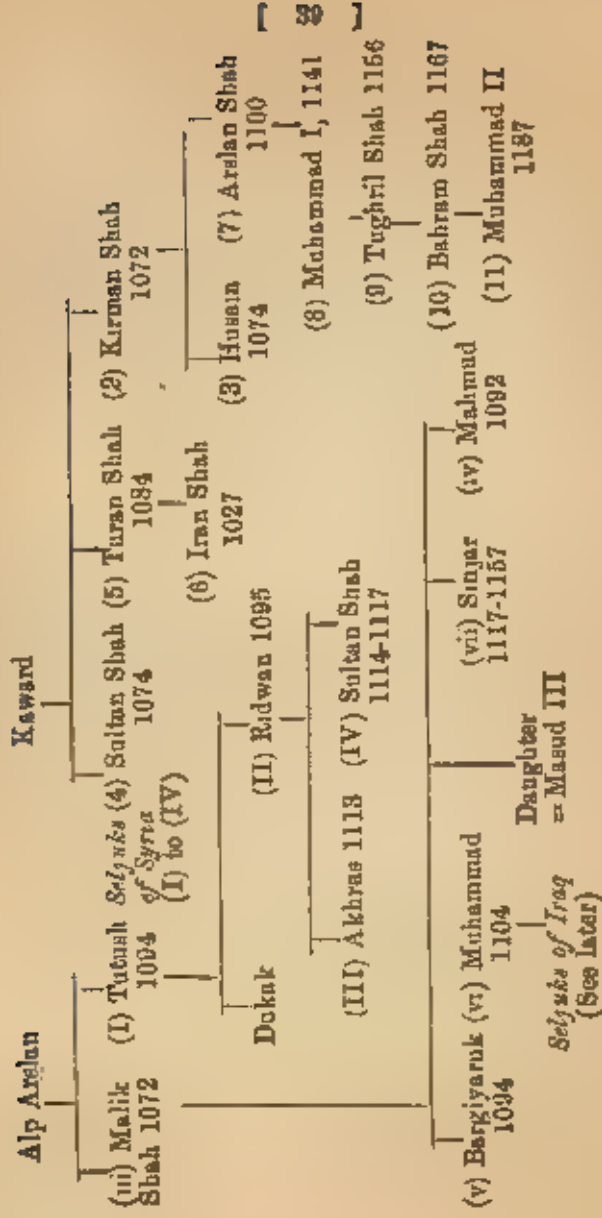 [ 88 ]
Alp Arslan
Kaward
(iii) Malik
Shah 1072
(I) Tutush
1094
Seljuks
of Syria
(I) to (IV)
(4) Sultan Shah
1074
(5) Turan Shah
1084
(2) Kirman Shah
1072
(6) Iran Shah
1027
(3) Husain
1074
(7) Arslan Shah
1100
Dukuk
(II) Ridwan 1095
(8) Muhammad I, 1141
(III) Akhras 1113
(IV) Sultan Shah
1114-1117
(9) Tughril Shah 1156
(10) Bahram Shah 1167
(11) Muhammad II
1187
(v) Bargiyaruk
1094
(vi) Muhammad
1104
Daughter
= Masud III
(vii) Sinjar
1117-1157
(iv) Mahmud
1092
Seljuks of Iraq
(See later)